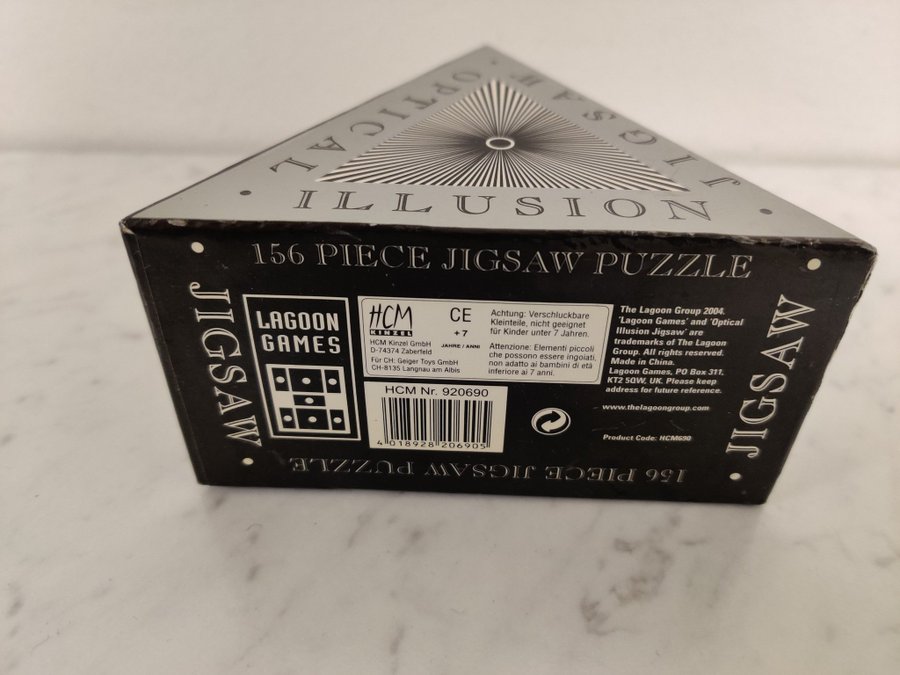 OPTICAL
JIGSAW
ILLUSION
156 PIECE JIGSAW PUZZLE
JIGSAW
LAGOON
GAMES
HCM
KINZEL
HCM Kinzel GmbH
D-74374 Zaberfeld
Für CH: Geiger Toys GmbH
CH-8135 Langnau am Albis
CE
+7
JAHRE / ANNI
Achtung: Verschluckbare
Kleinteile, nicht geeignet
für Kinder unter 7 Jahren.
Attenzione: Elementi piccoli
che possono essere ingoiati,
non adatto ai bambini di età
inferiore ai 7 anni.
HCM Nr. 920690
4 018928 206905
The Lagoon Group 2004.
'Lagoon Games' and 'Optical
Illusion Jigsaw' are
trademarks of The Lagoon
Group. All rights reserved.
Made in China.
Lagoon Games, PO Box 311,
KT2 5QW, UK. Please keep
address for future reference.
www.thelagoongroup.com
Product Code: HCM690
JIGSAW
156 PIECE JIGSAW PUZZLE